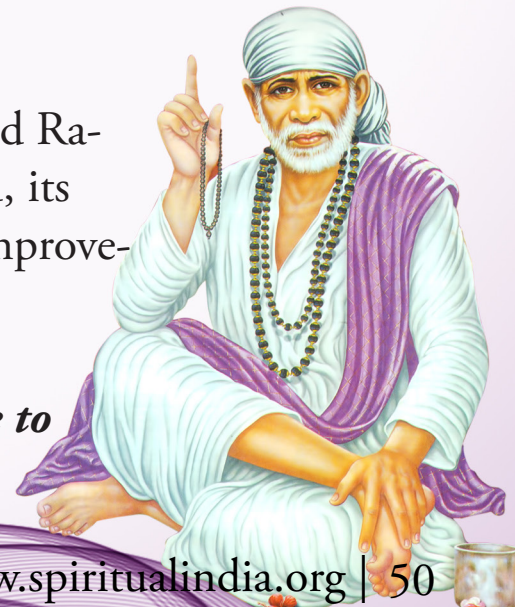 d Ra-
, its
nprove-
to
w.spiritualindia.org | 50